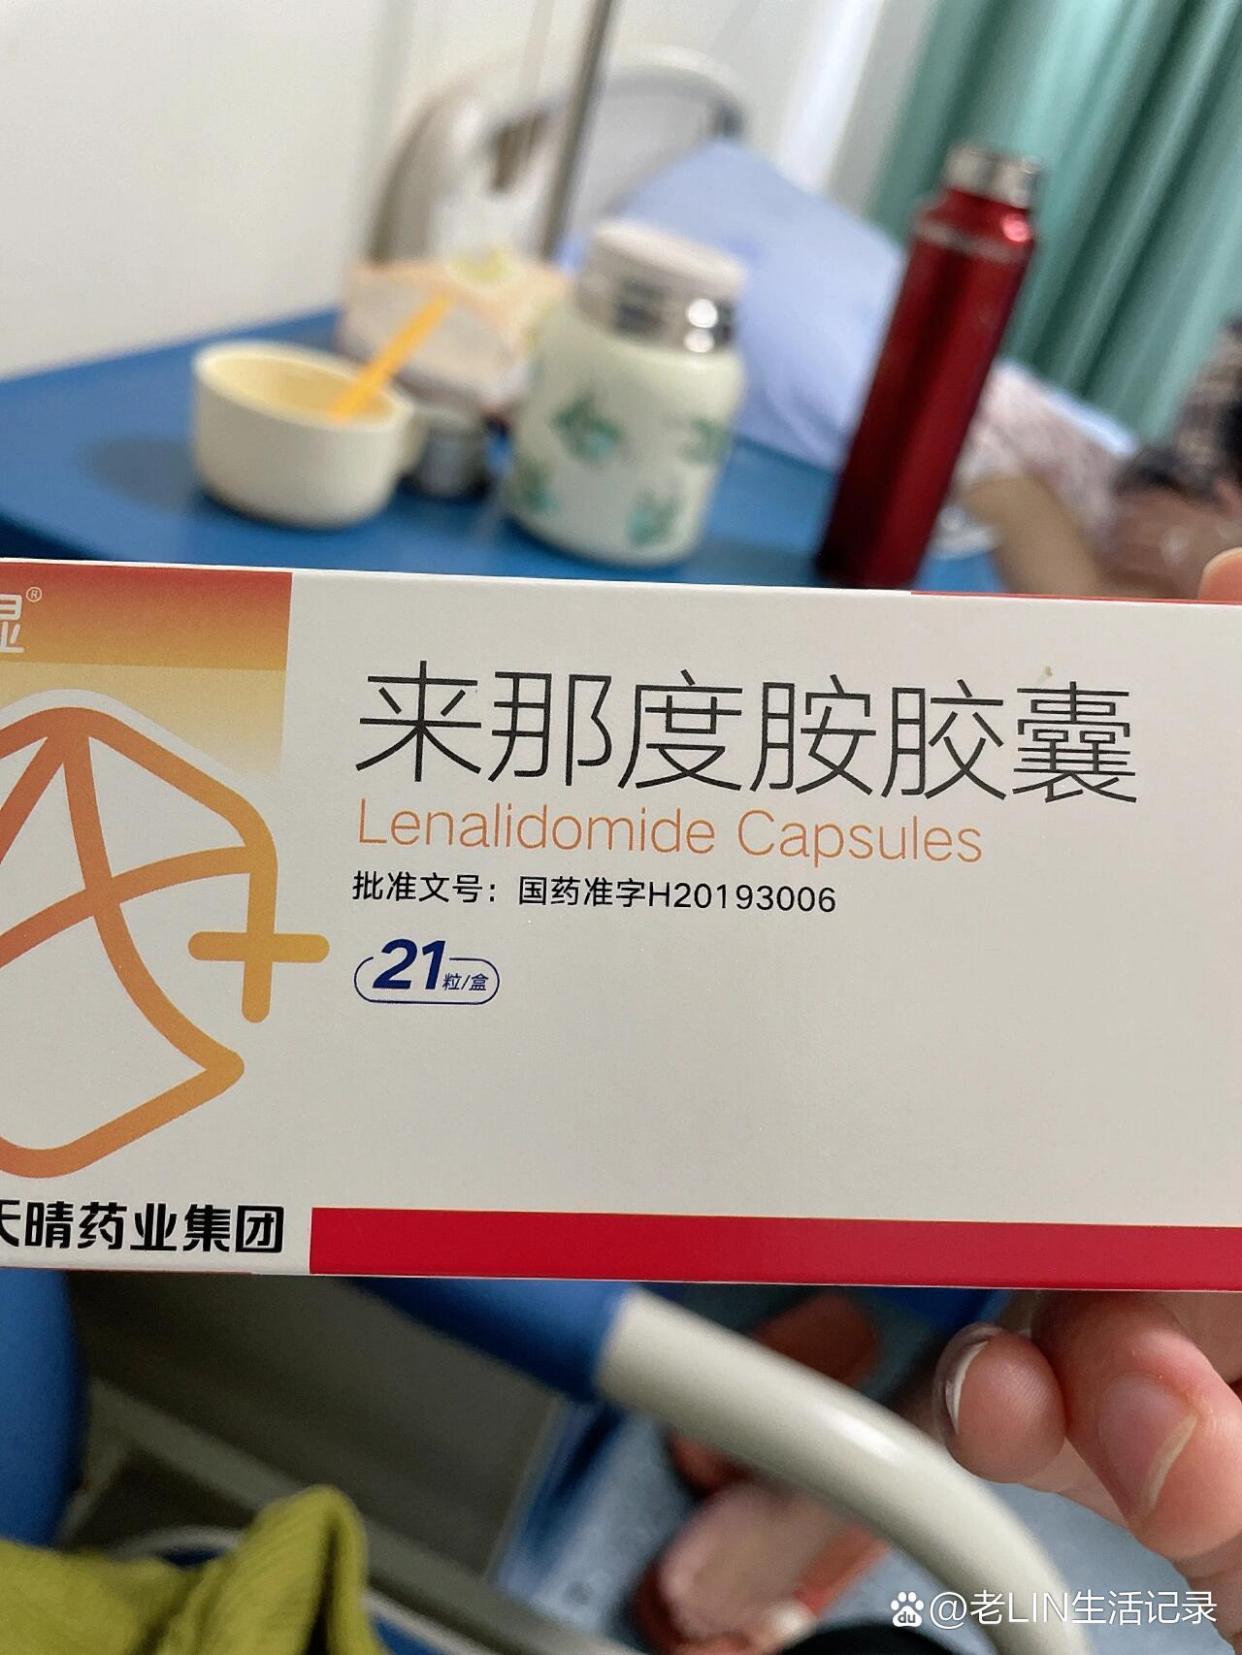 显®
来那度胺胶囊
Lenalidomide Capsules
批准文号：国药准字H20193006
21粒/盒
天晴药业集团
du @老LIN生活记录